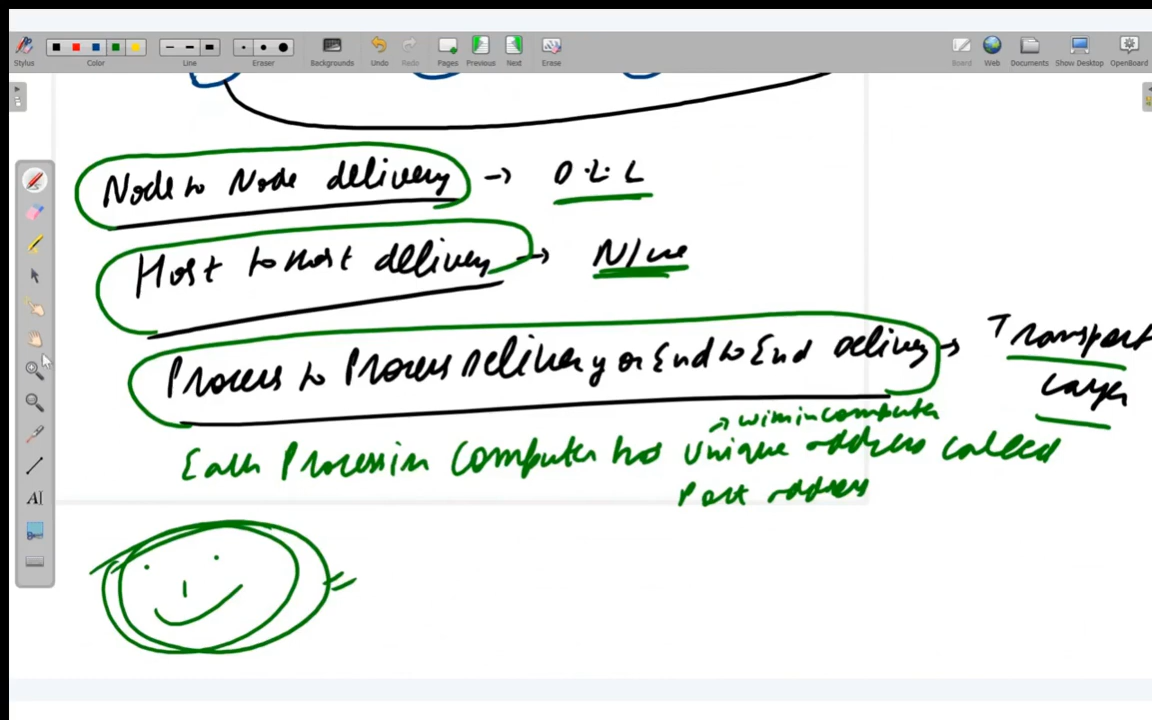 Stylus Color Line Eraser Backgrounds Undo Redo Pages Previous Next Erase Board Web Documents Show Desktop OpenBoard
Node to Node delivery → D.L.L
Host to Host delivery → N/w
Process to Process Delivery or End to End Delivery → Transport
Layer
→ within computer
Each Process in Computer has unique address called
Port address
AI